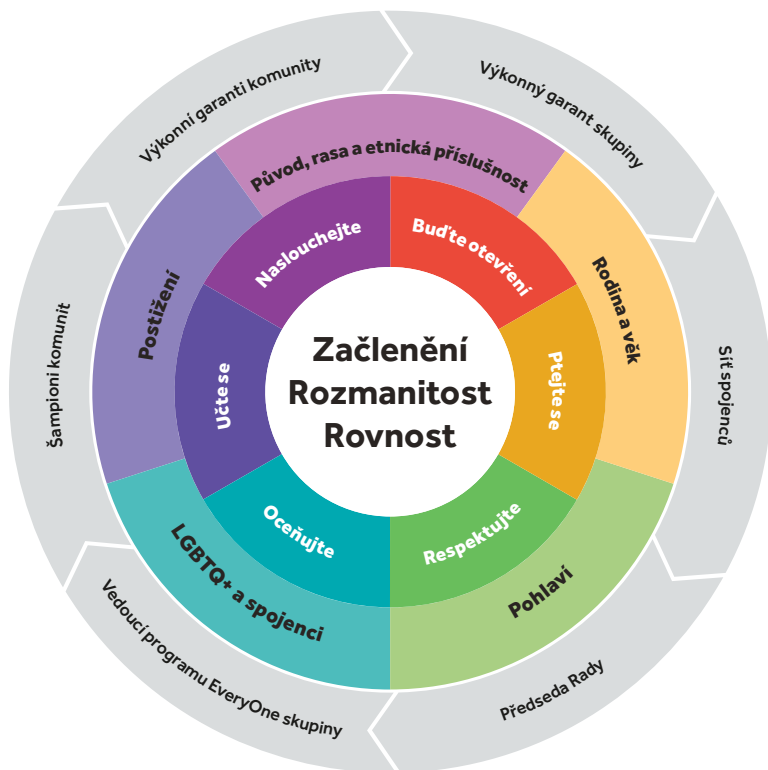 Výkonní garanti komunity
Výkonný garant skupiny
Síť spojenců
Předseda Rady
Vedoucí programu EveryOne skupiny
Šampioni komunit
Původ, rasa a etnická příslušnost
Rodina a věk
Pohlaví
LGBTQ+ a spojenci
Postižení
Naslouchejte
Buďte otevření
Ptejte se
Respektujte
Oceňujte
Učte se
Začlenění
Rozmanitost
Rovnost